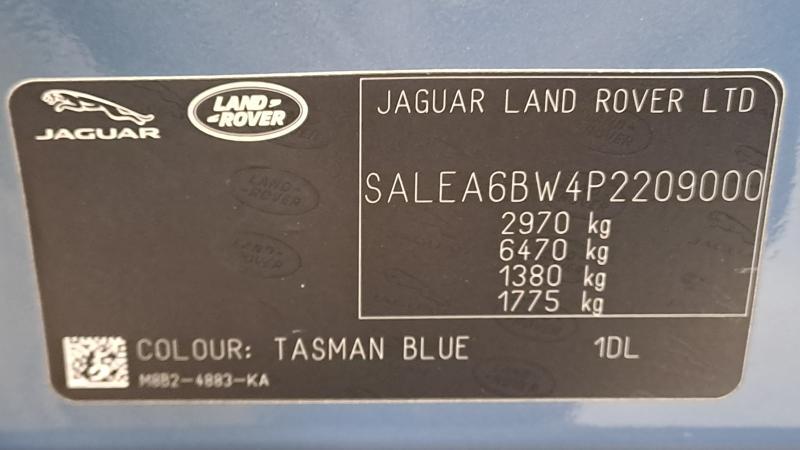 JAGUAR
LAND ROVER
JAGUAR LAND ROVER LTD
SALEA6BW4P2209000
2970 kg
6470 kg
1380 kg
1775 kg
COLOUR: TASMAN BLUE 1DL
M8B2-4883-KA